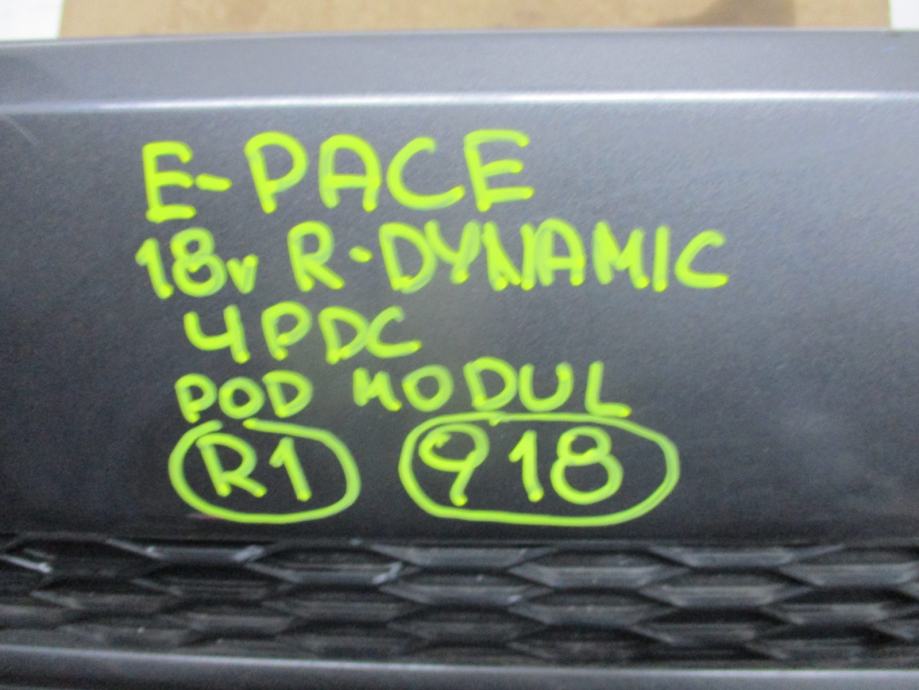 E-PACE
18v R-DYNAMIC
4PDC
POD MODUL
R1 918